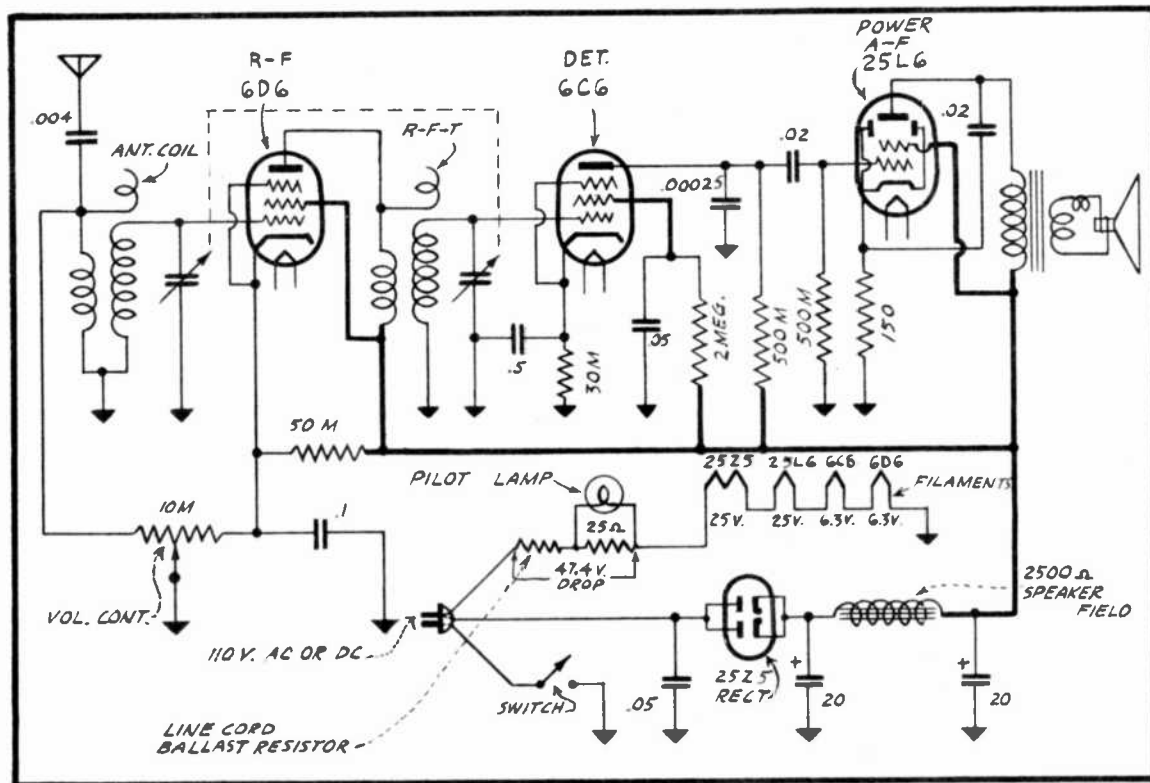 R-F
6D6
DET.
6C6
POWER
A-F
25L6
.004
ANT. COIL
R-F-T
.00025
.02
.02
.5
30M
.05
2MEG.
500M
500M
150
50M
10M
VOL. CONT.
.1
PILOT LAMP
25Ω
47.4 V.
DROP
25Z5 25L6 6C8 6D6
25V. 25V. 6.3V. 6.3V.
FILAMENTS
2500 Ω
SPEAKER
FIELD
110 V. AC OR DC
SWITCH
.05
25Z5
RECT.
+
20
+
20
LINE CORD
BALLAST RESISTOR